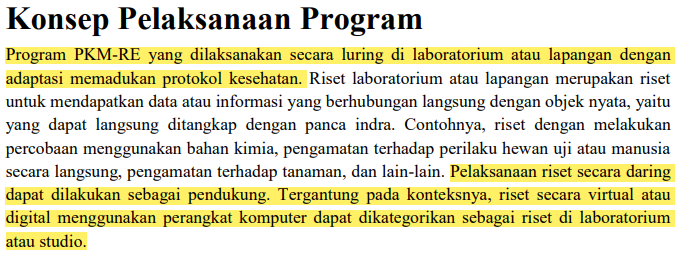 Konsep Pelaksanaan Program
Program PKM-RE yang dilaksanakan secara luring di laboratorium atau lapangan dengan
adaptasi memadukan protokol kesehatan. Riset laboratorium atau lapangan merupakan riset
untuk mendapatkan data atau informasi yang berhubungan langsung dengan objek nyata, yaitu
yang dapat langsung ditangkap dengan panca indra. Contohnya, riset dengan melakukan
percobaan menggunakan bahan kimia, pengamatan terhadap perilaku hewan uji atau manusia
secara langsung, pengamatan terhadap tanaman, dan lain-lain. Pelaksanaan riset secara daring
dapat dilakukan sebagai pendukung. Tergantung pada konteksnya, riset secara virtual atau
digital menggunakan perangkat komputer dapat dikategorikan sebagai riset di laboratorium
atau studio.